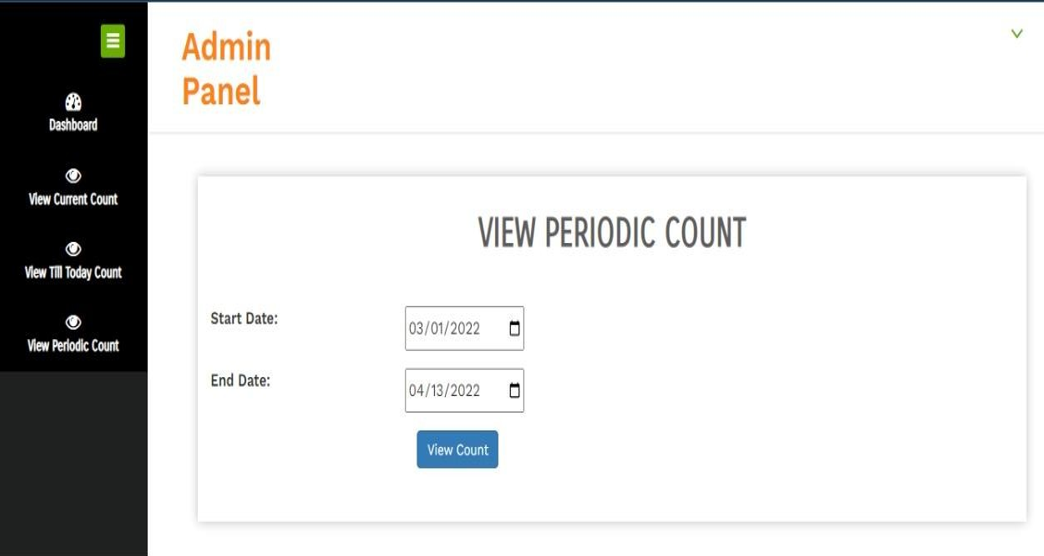 Admin
Panel
Dashboard
View Current Count
View Till Today Count
View Periodic Count
VIEW PERIODIC COUNT
Start Date:
03/01/2022
End Date:
04/13/2022
View Count